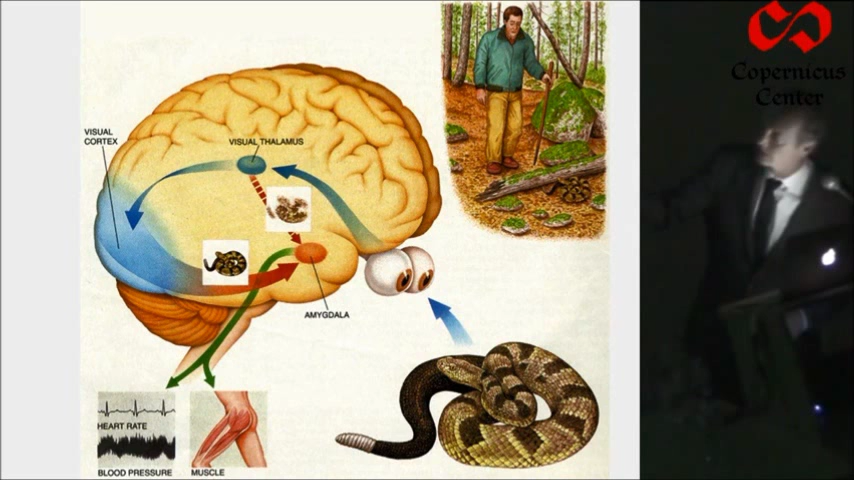 VISUAL
CORTEX
VISUAL THALAMUS
AMYGDALA
HEART RATE
BLOOD PRESSURE
MUSCLE
Copernicus
Center